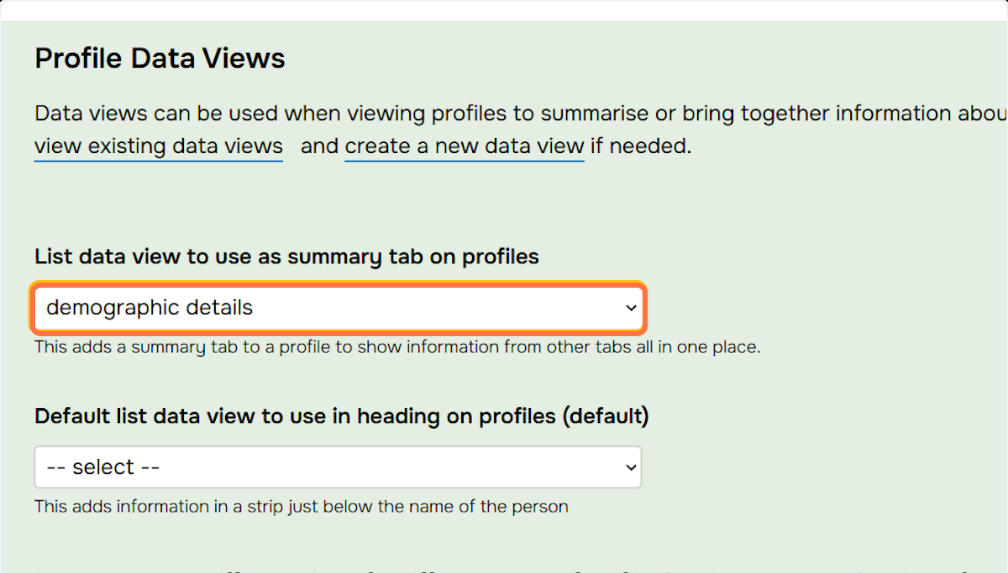 Profile Data Views
Data views can be used when viewing profiles to summarise or bring together information abou
view existing data views and create a new data view if needed.
List data view to use as summary tab on profiles
demographic details
This adds a summary tab to a profile to show information from other tabs all in one place.
Default list data view to use in heading on profiles (default)
-- select --
This adds information in a strip just below the name of the person